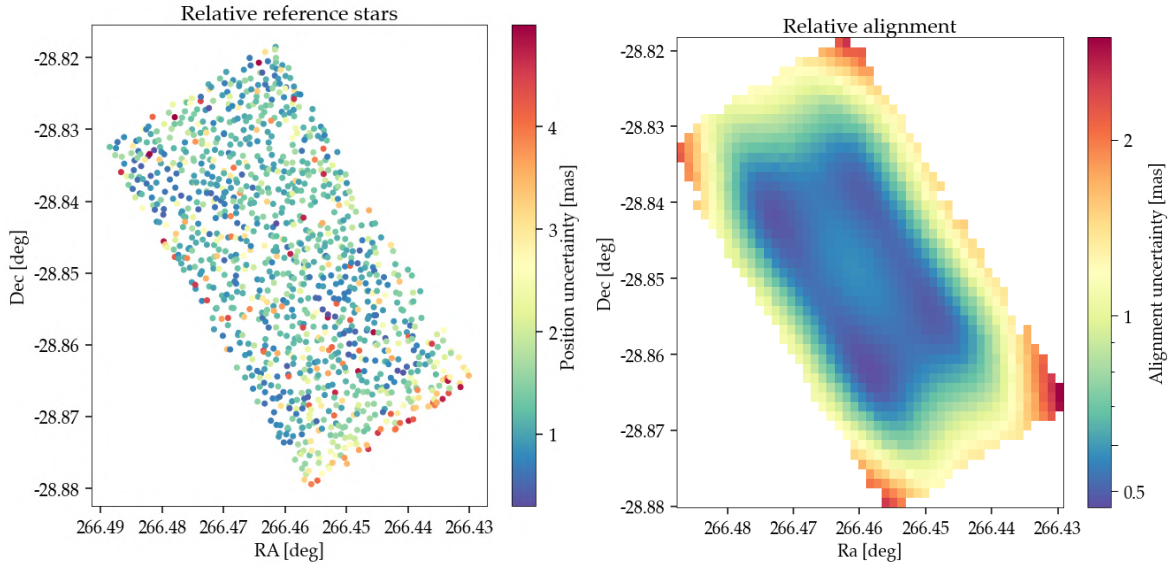 Relative reference stars
-28.82
-28.83
-28.84
-28.85
-28.86
-28.87
-28.88
Dec [deg]
266.49 266.48 266.47 266.46 266.45 266.44 266.43
RA [deg]
4
3
2
1
Position uncertainty [mas]
Relative alignment
-28.82
-28.83
-28.84
-28.85
-28.86
-28.87
-28.88
Dec [deg]
266.48 266.47 266.46 266.45 266.44 266.43
Ra [deg]
2
1
0.5
Alignment uncertainty [mas]